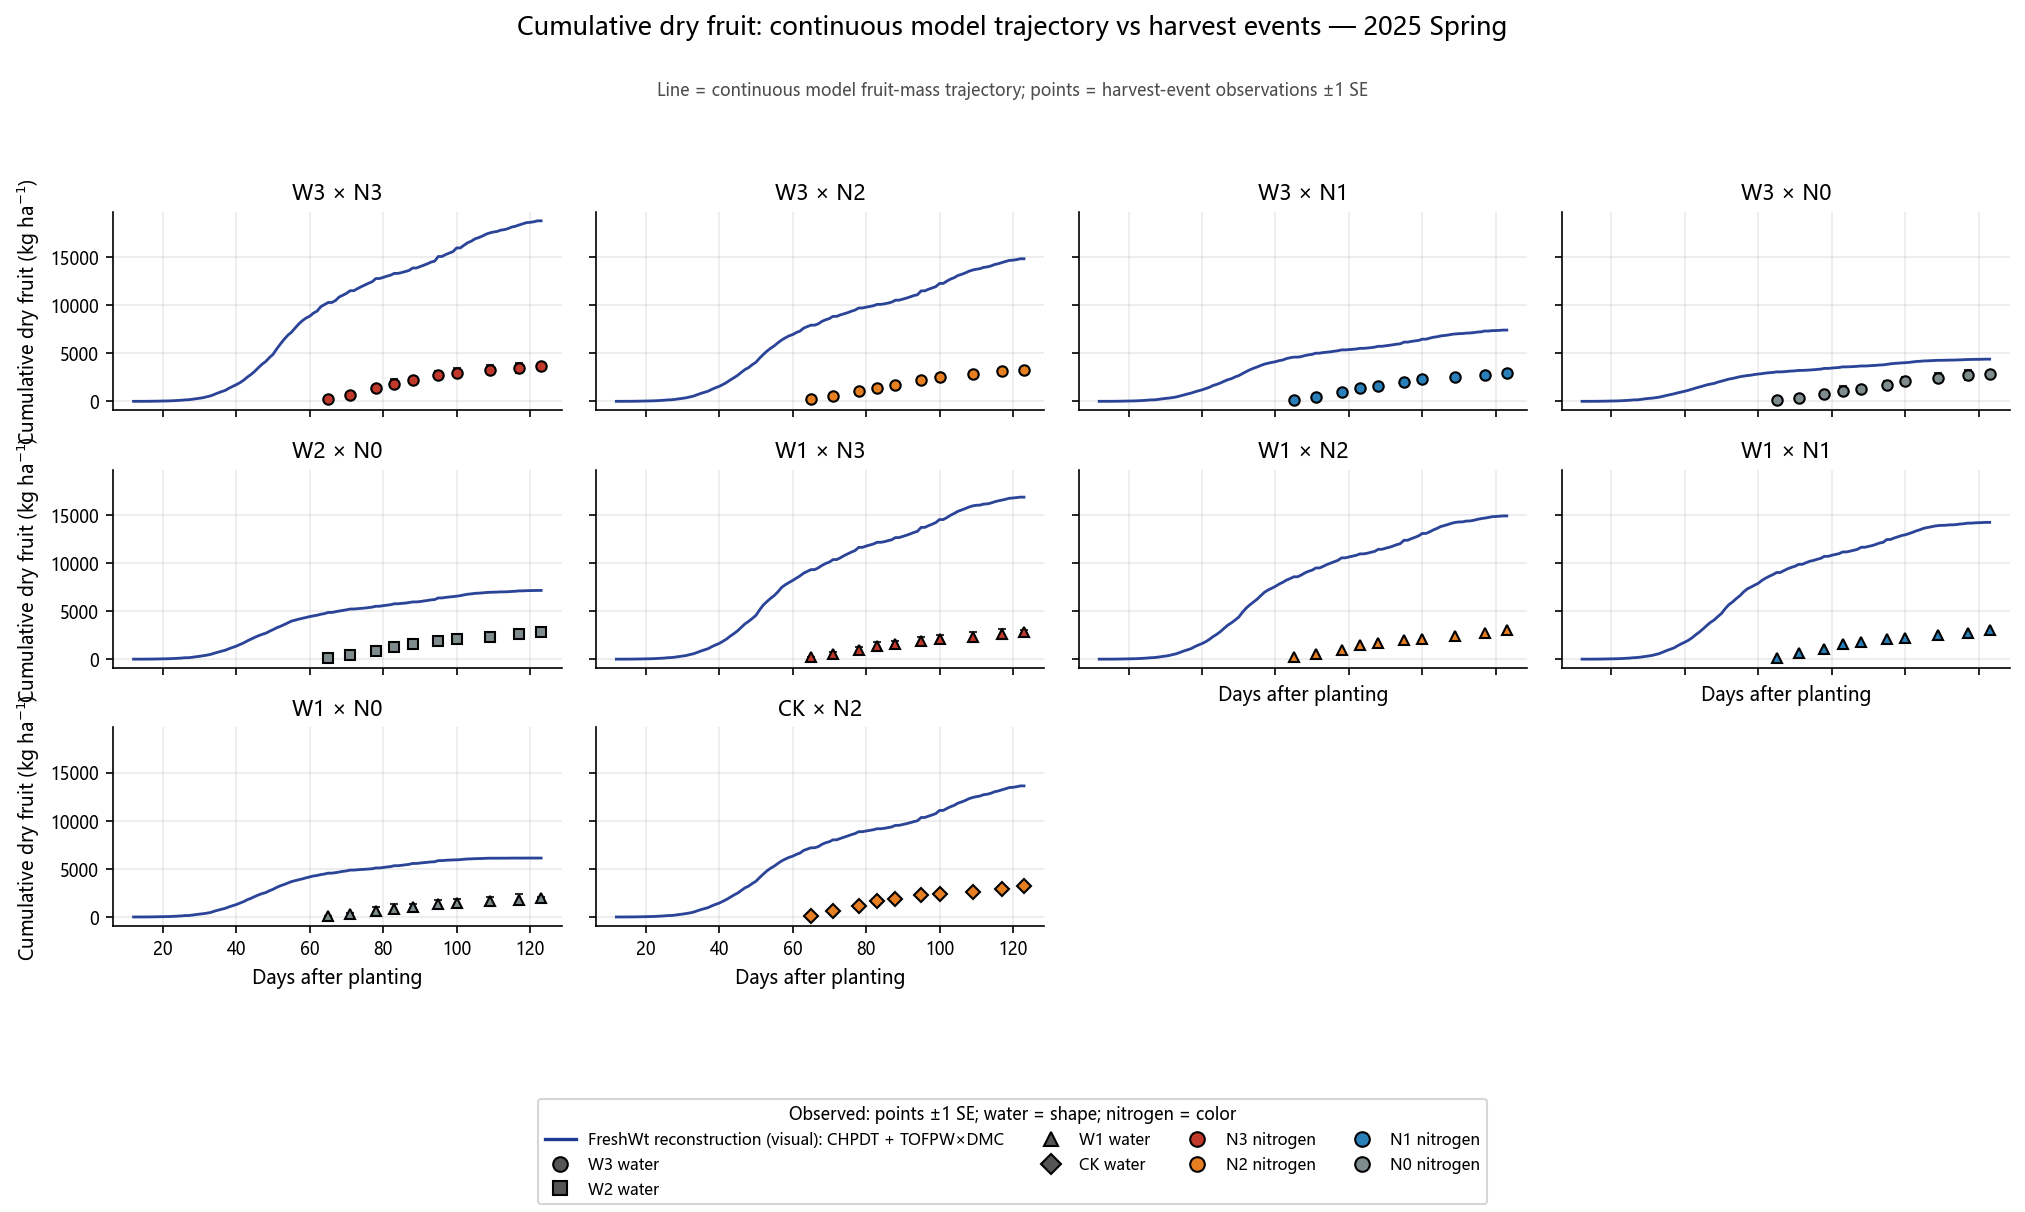 Cumulative dry fruit: continuous model trajectory vs harvest events — 2025 Spring
Line = continuous model fruit-mass trajectory; points = harvest-event observations ±1 SE
W3 × N3
W3 × N2
W3 × N1
W3 × N0
Cumulative dry fruit (kg ha⁻¹)
15000
10000
5000
0
W2 × N0
W1 × N3
W1 × N2
W1 × N1
Cumulative dry fruit (kg ha⁻¹)
15000
10000
5000
0
Days after planting
Days after planting
W1 × N0
CK × N2
Cumulative dry fruit (kg ha⁻¹)
15000
10000
5000
0
20 40 60 80 100 120
20 40 60 80 100 120
Days after planting
Days after planting
Observed: points ±1 SE; water = shape; nitrogen = color
FreshWt reconstruction (visual): CHPDT + TOFPW×DMC
W3 water
W2 water
W1 water
CK water
N3 nitrogen
N2 nitrogen
N1 nitrogen
N0 nitrogen